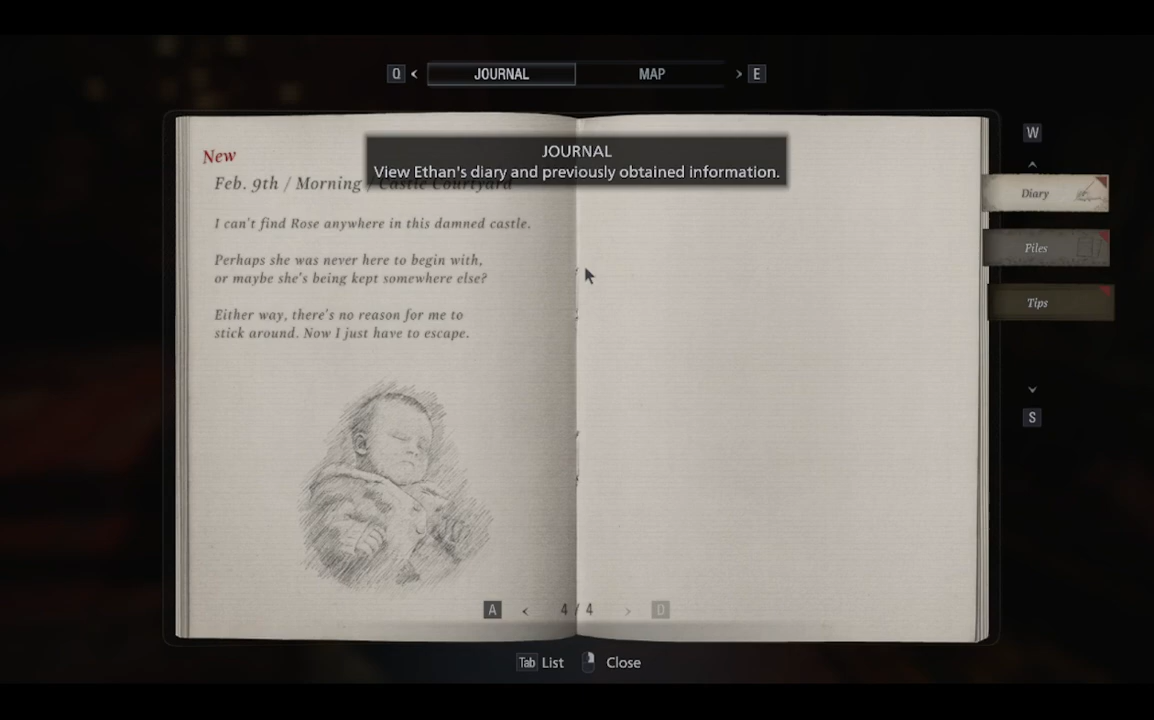 Q < JOURNAL MAP > E
JOURNAL
View Ethan's diary and previously obtained information.
New
Feb. 9th / Morning / Castle Courtyard
I can't find Rose anywhere in this damned castle.
Perhaps she was never here to begin with,
or maybe she's being kept somewhere else?
Either way, there's no reason for me to
stick around. Now I just have to escape.
A < 4 / 4 > D
W
Diary
Files
Tips
S
Tab List Close